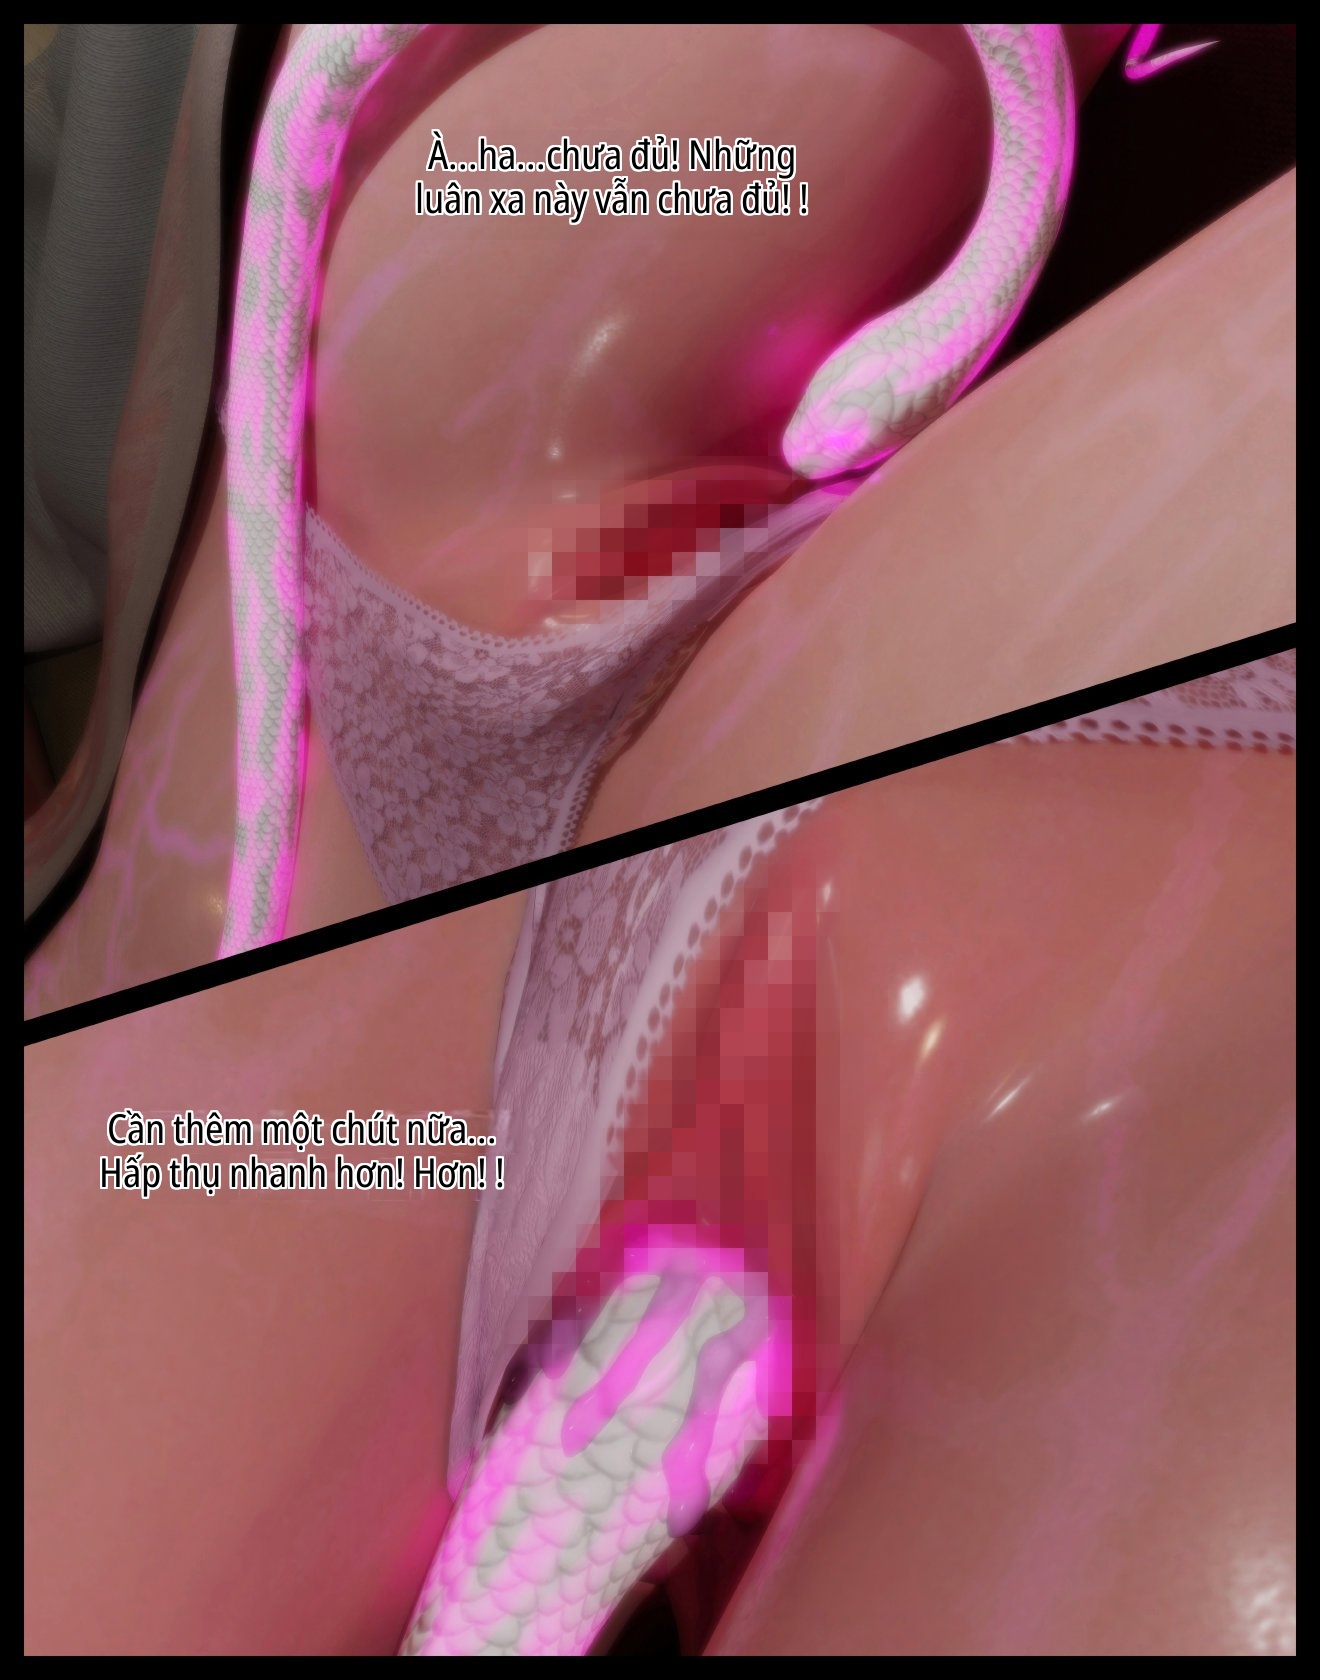 À...ha...chưa đủ! Những
luân xa này vẫn chưa đủ! !
Cần thêm một chút nữa...
Hấp thụ nhanh hơn! Hơn! !